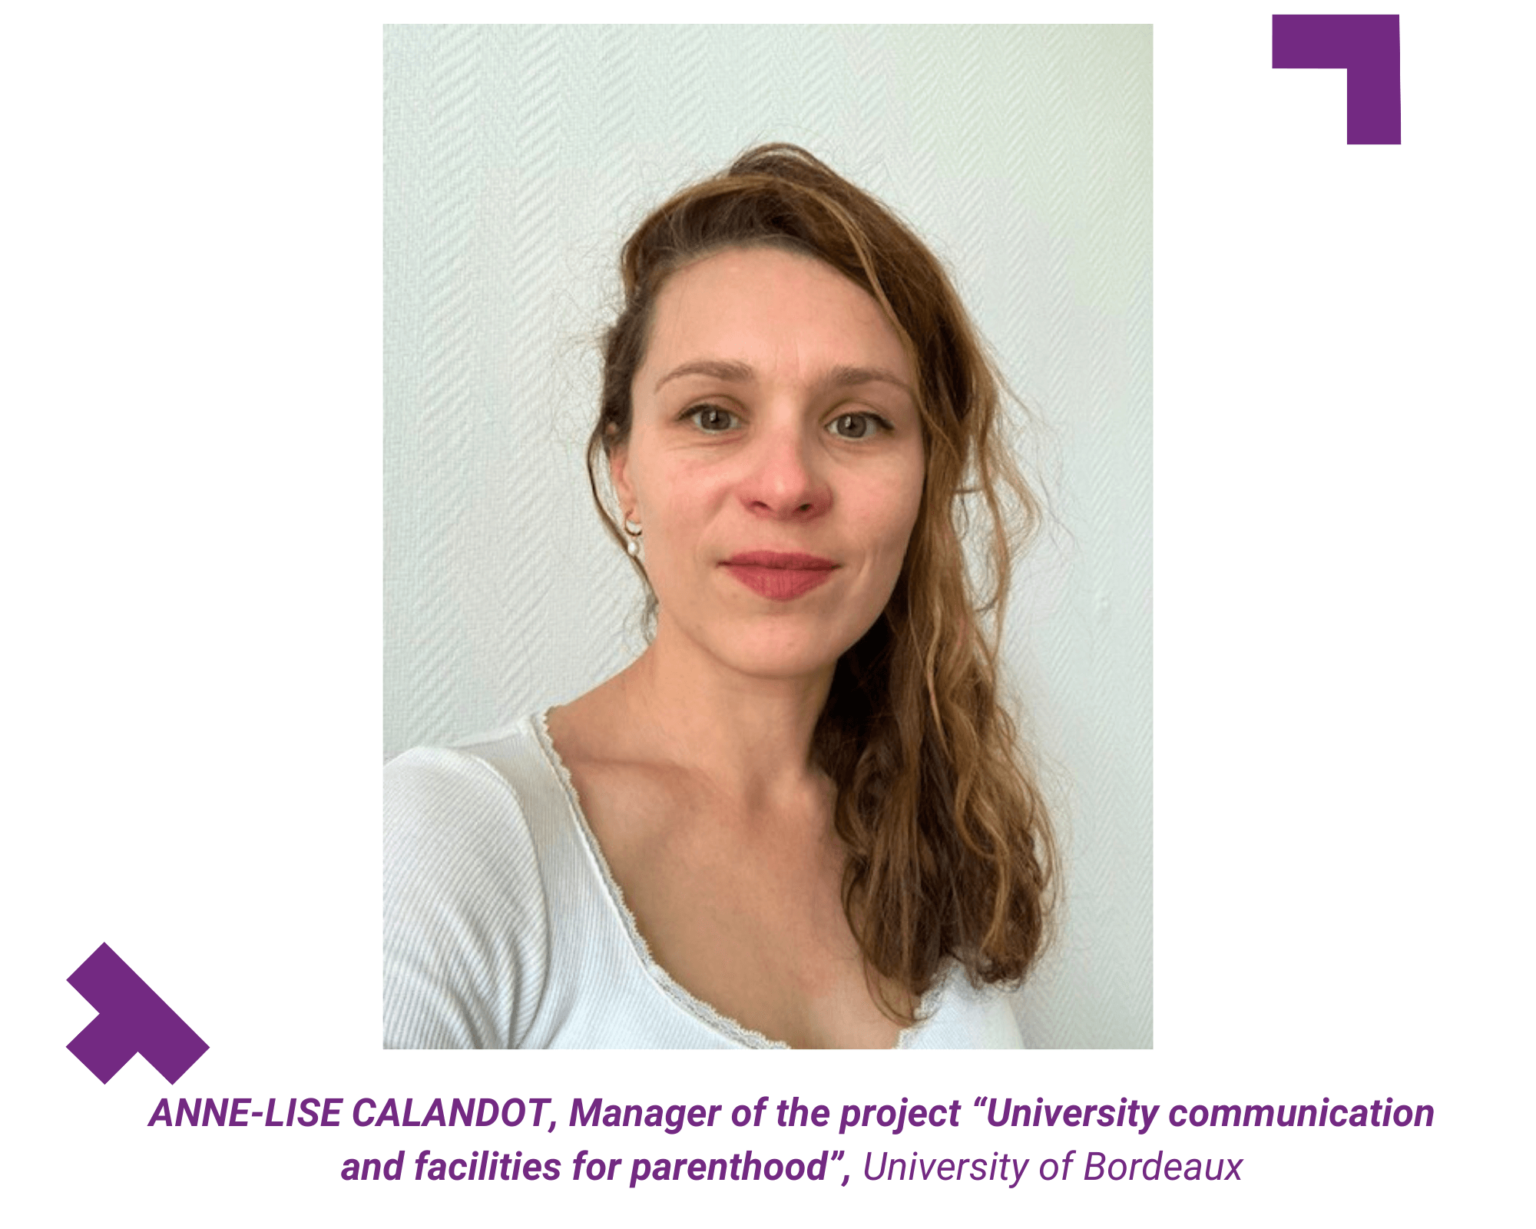 ANNE-LISE CALANDOT, Manager of the project “University communication
and facilities for parenthood”, University of Bordeaux